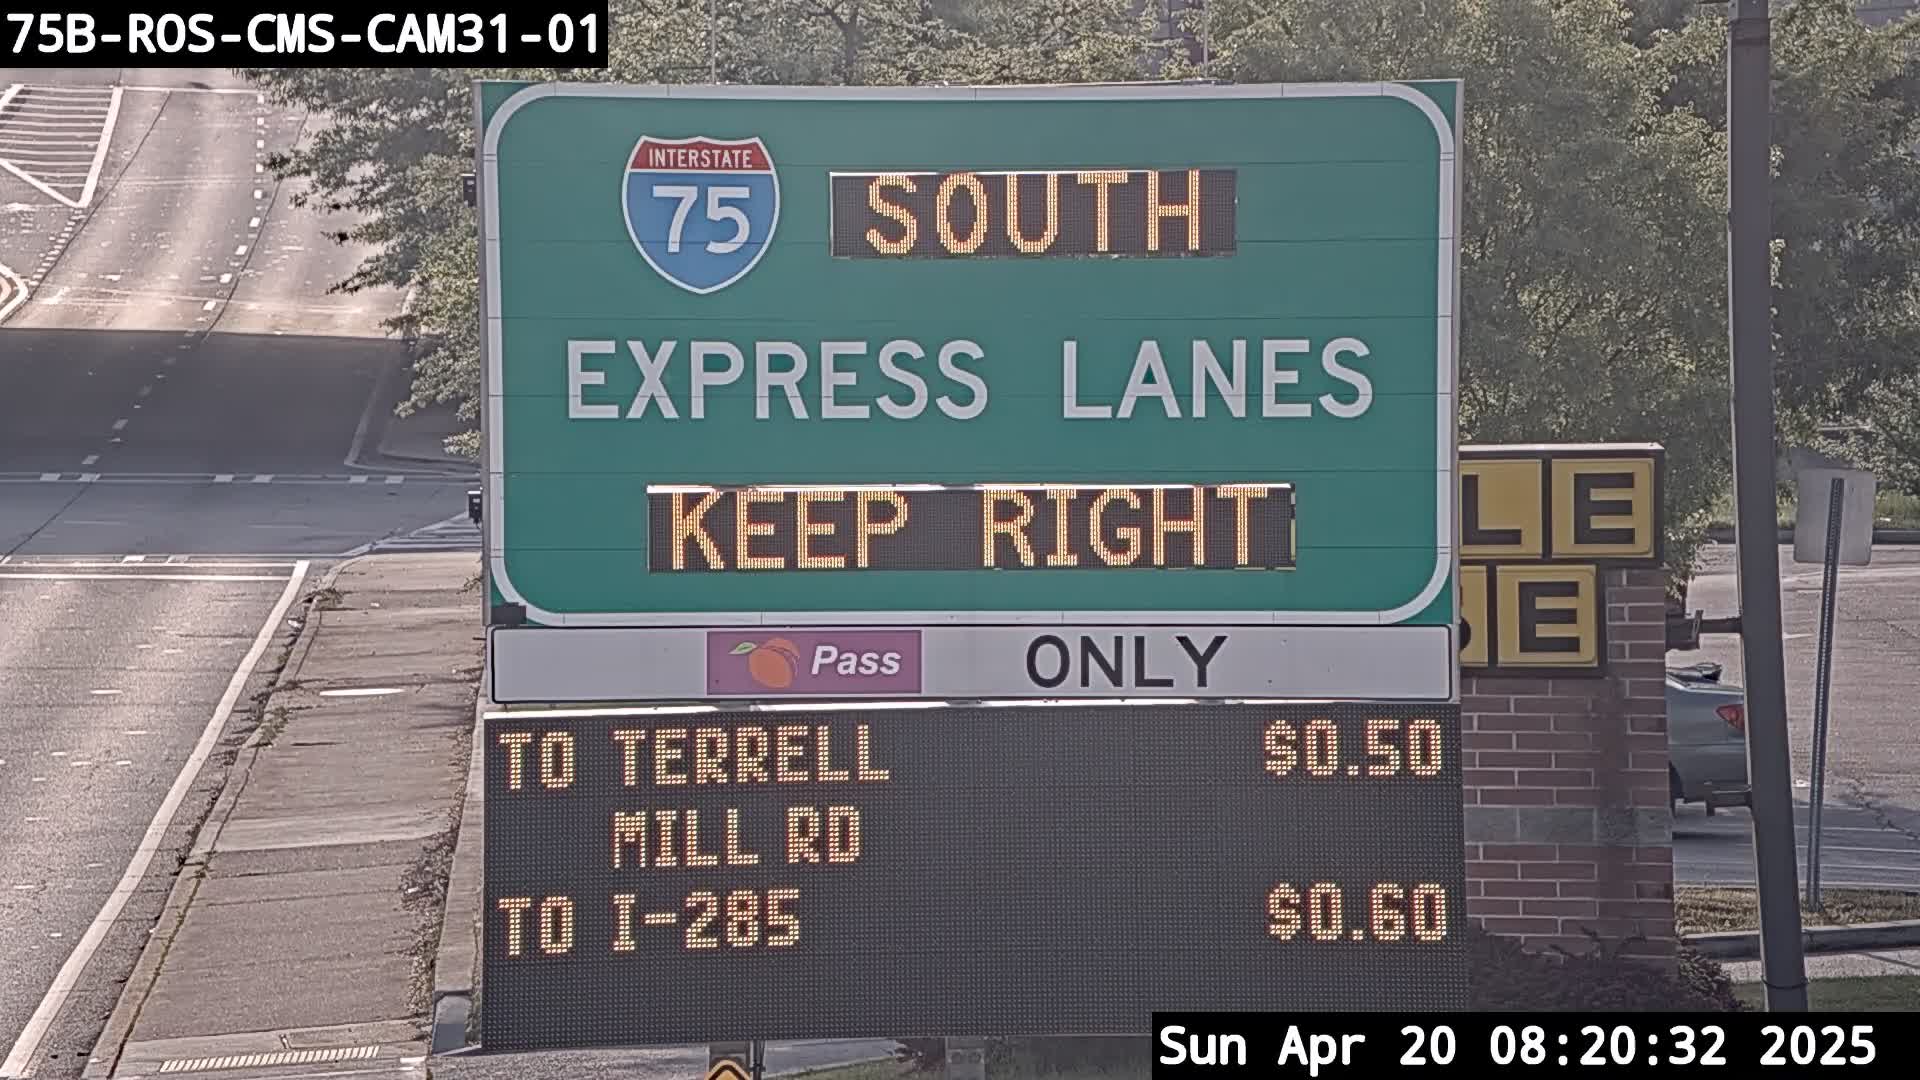 75B-ROS-CMS-CAM31-01
INTERSTATE
75
SOUTH
EXPRESS LANES
KEEP RIGHT
Pass ONLY
TO TERRELL $0.50
MILL RD
TO I-285 $0.60
LE
E
Sun Apr 20 08:20:32 2025